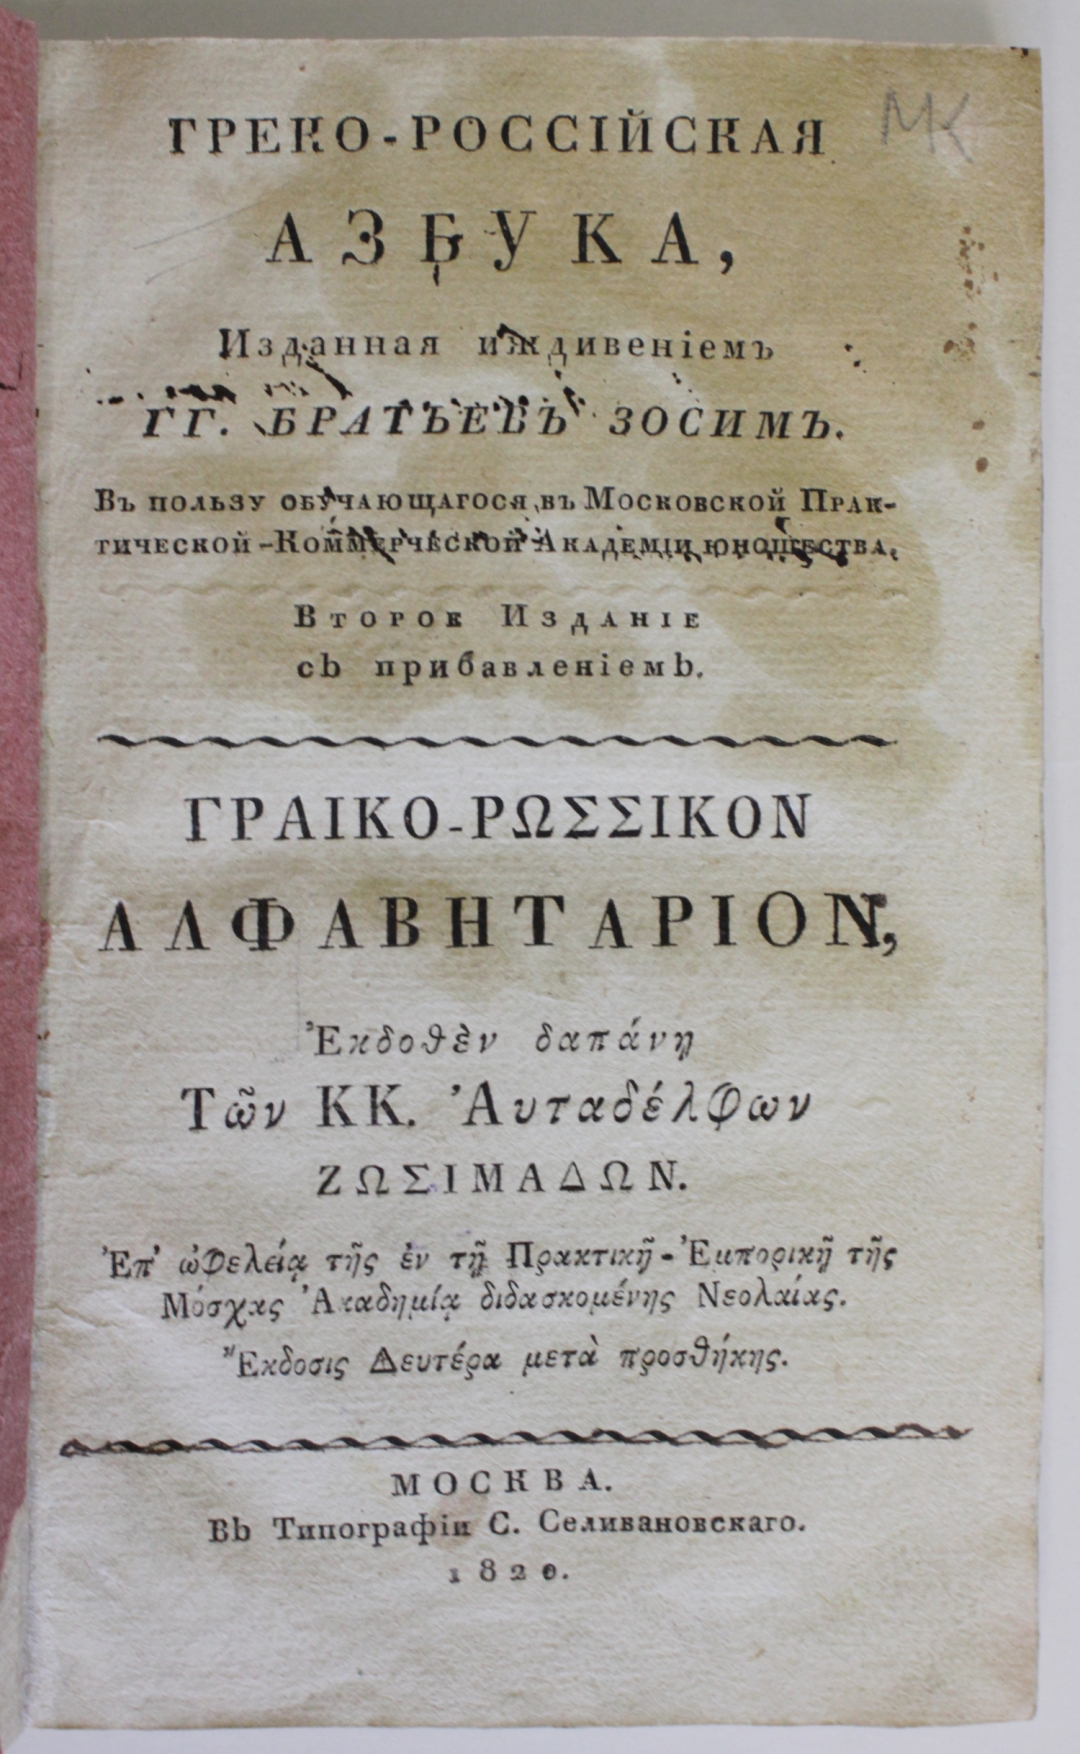 МК
ГРЕКО-РОССІЙСКАЯ
АЗБУКА,
Изданная иждивеніемъ
ГГ. БРАТЬЕВЪ ЗОСИМЪ.
Въ пользу обучающагося въ Московской Прак-
тической-Коммерческой Академіи юношества.
Второе Изданіе
съ прибавленіемъ.
ΓΡΑΙΚΟ-ΡΩΣΣΙΚΟΝ
ΑΛΦΑΒΗΤΑΡΙΟΝ,
Ἐκδοθὲν δαπάνῃ
Τῶν ΚΚ. Ἀυταδέλφων
ΖΩΣΙΜΑΔΩΝ.
Ἐπ' ὠφελείᾳ τῆς ἐν τῇ Πρακτικῇ-Ἐμπορικῇ τῆς
Μόσχας Ἀκαδημίᾳ διδασκομένης Νεολαίας.
Ἔκδοσις Δευτέρα μετὰ προσθήκης.
МОСКВА.
Въ Типографіи С. Селивановскаго.
1820.